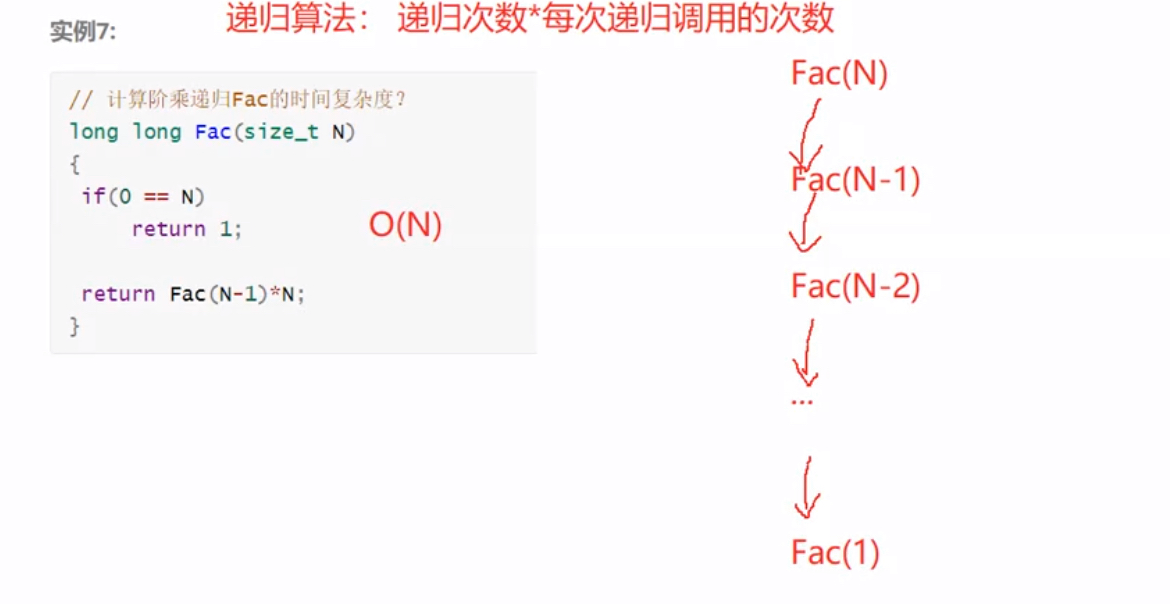 实例7:
递归算法： 递归次数*每次递归调用的次数
// 计算阶乘递归Fac的时间复杂度？
long long Fac(size_t N)
{
if(0 == N)
return 1;
O(N)
return Fac(N-1)*N;
}
Fac(N)
Fac(N-1)
Fac(N-2)
...
Fac(1)